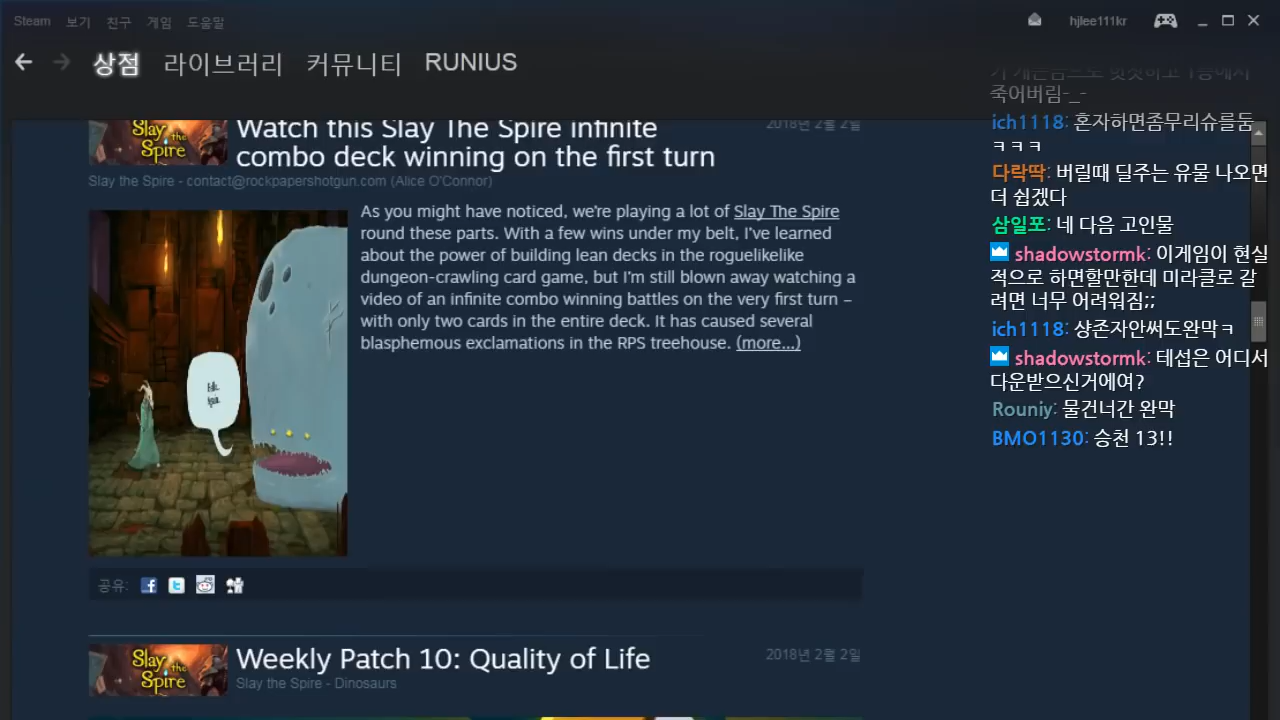 Steam 보기 친구 게임 도움말
hjlee111kr
상점 라이브러리 커뮤니티 RUNIUS
Slay the Spire
Watch this Slay The Spire infinite
combo deck winning on the first turn
2018년 2월 2일
Slay the Spire - contact@rockpapershotgun.com (Alice O'Connor)
As you might have noticed, we're playing a lot of Slay The Spire
round these parts. With a few wins under my belt, I've learned
about the power of building lean decks in the roguelikelike
dungeon-crawling card game, but I'm still blown away watching a
video of an infinite combo winning battles on the very first turn –
with only two cards in the entire deck. It has caused several
blasphemous exclamations in the RPS treehouse. (more...)
공유:
Slay the Spire
Weekly Patch 10: Quality of Life
2018년 2월 2일
Slay the Spire - Dinosaurs
죽어버림-_-
ich1118: 혼자하면좀무리슈를둠
ㅋㅋㅋ
다락딱: 버릴때 딜주는 유물 나오면
더 쉽겠다
삼일포: 네 다음 고인물
shadowstormk: 이게임이 현실
적으로 하면할만한데 미라클로 갈
려면 너무 어려워짐;;
ich1118: 샹존자안써도완막ㅋ
shadowstormk: 테섭은 어디서
다운받으신거에여?
Rouniy: 물건너간 완막
BMO1130: 승천 13!!